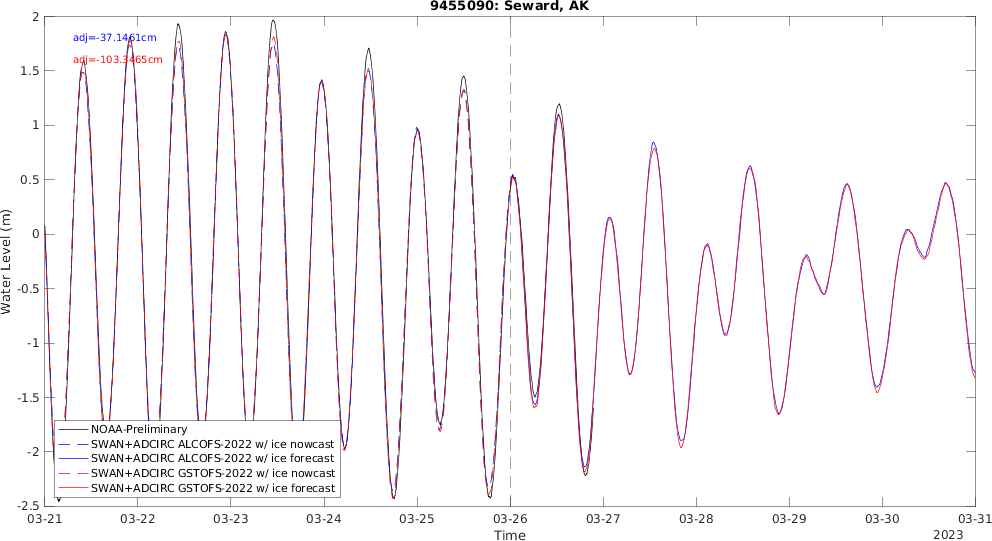 9455090: Seward, AK
adj=-37.1461cm
adj=-103.3465cm
Water Level (m)
2
1.5
1
0.5
0
-0.5
-1
-1.5
-2
-2.5
NOAA-Preliminary
SWAN+ADCIRC ALCOFS-2022 w/ ice nowcast
SWAN+ADCIRC ALCOFS-2022 w/ ice forecast
SWAN+ADCIRC GSTOFS-2022 w/ ice nowcast
SWAN+ADCIRC GSTOFS-2022 w/ ice forecast
03-21 03-22 03-23 03-24 03-25 03-26 03-27 03-28 03-29 03-30 03-31
Time
2023